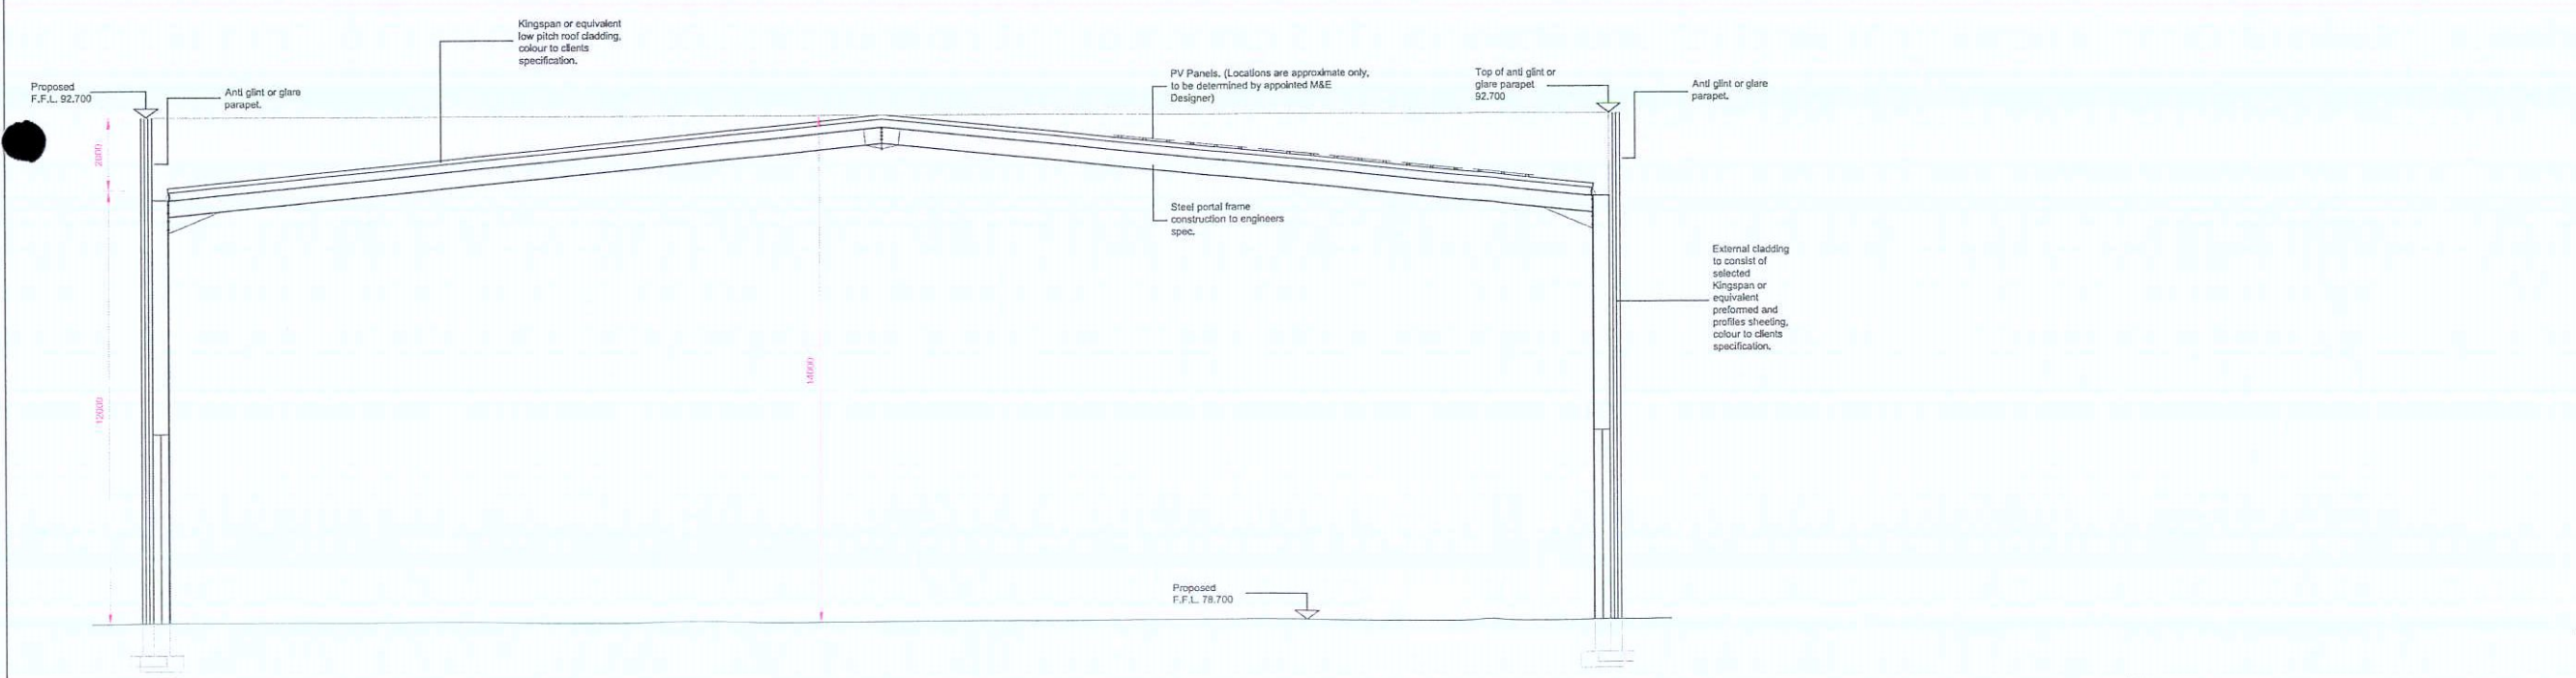 Kingspan or equivalent
low pitch roof cladding,
colour to clients
specification.
Proposed
F.F.L. 92.700
Anti glint or glare
parapet.
PV Panels. (Locations are approximate only,
to be determined by appointed M&E
Designer)
Top of anti glint or
glare parapet
92.700
Anti glint or glare
parapet.
2000
Steel portal frame
construction to engineers
spec.
External cladding
to consist of
selected
Kingspan or
equivalent
preformed and
profiles sheeting,
colour to clients
specification.
14000
12000
Proposed
F.F.L. 78.700